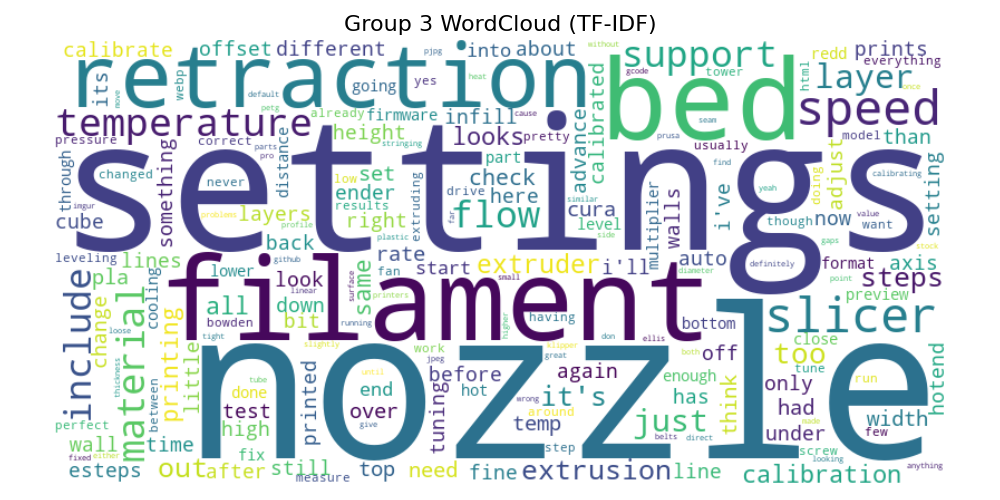 Group 3 WordCloud (TF-IDF)
calibrate offset different pjpg into about support without redd prints
its move webp retraction going yes bed gcode tower html layer everything
default petg heat once
temperature already firmware infill cause speed
pressure correct height stringing looks pretty advance calibrated seam prusa usually model than
through parts pro distance part find adjust
changed something never low set extruding check settings calibrating setting
ender results drive here similar multiplier walls i've yeah doing
imgur cube problems layers profile right far flow cura level side though now value want
leveling lines back plastic rate gaps stock
github fan start extruder i'll auto definitely format axis
pla cooling lower look linear surface same small diameter point steps
include change material all down printers filament preview
loose bowden bit running having bottom slicer
tight higher don ellis close
thickness between printing little slightly work klipper great off too tune hotend
jpeg before again both enough only run
tube until end hot wrong it's has think
perfect done printed give tuning around just had made width
test over temp under few
wall time high nozzle step belts direct screw
fixed either fix looking
esteps out after still measure top need fine extrusion line calibration anything